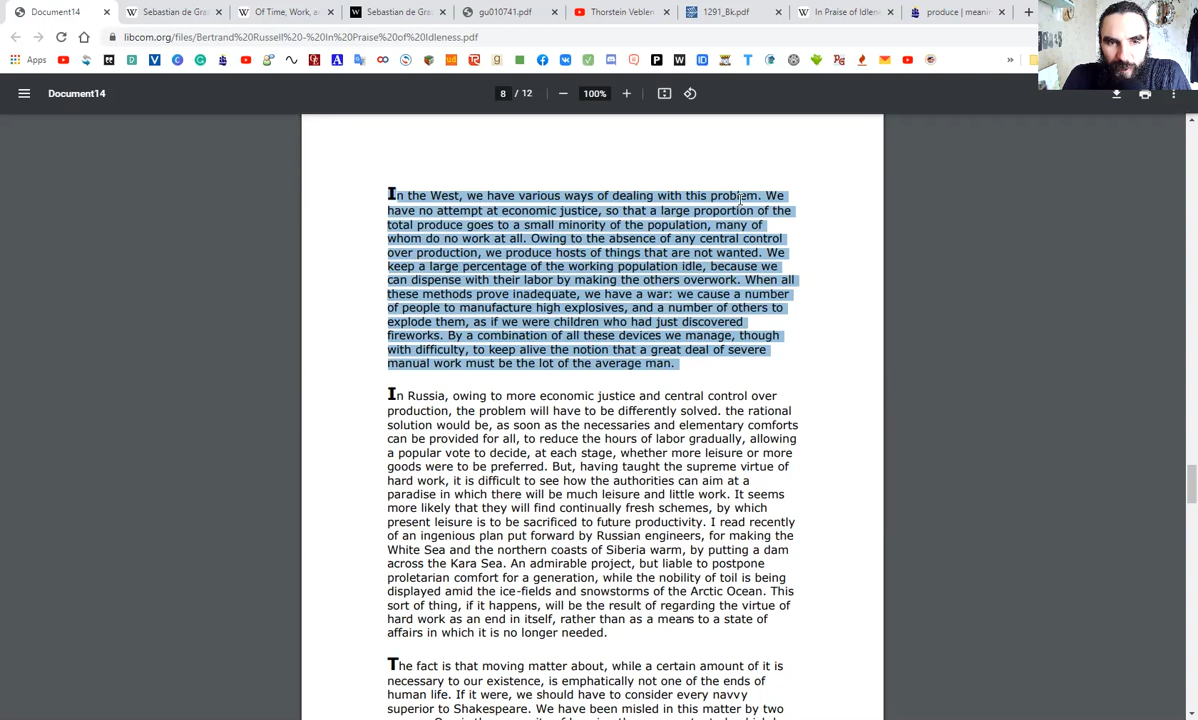 Document14
Sebastian de Gra
Of Time, Work, a
Sebastian de Gra
gu010741.pdf
Thorstein Veblen
1291_Bk.pdf
In Praise of Idlen
produce | meanin
libcom.org/files/Bertrand%20Russell%20-%20In%20Praise%20of%20Idleness.pdf
Apps
Document14
8 / 12
100%
In the West, we have various ways of dealing with this problem. We
have no attempt at economic justice, so that a large proportion of the
total produce goes to a small minority of the population, many of
whom do no work at all. Owing to the absence of any central control
over production, we produce hosts of things that are not wanted. We
keep a large percentage of the working population idle, because we
can dispense with their labor by making the others overwork. When all
these methods prove inadequate, we have a war: we cause a number
of people to manufacture high explosives, and a number of others to
explode them, as if we were children who had just discovered
fireworks. By a combination of all these devices we manage, though
with difficulty, to keep alive the notion that a great deal of severe
manual work must be the lot of the average man.
In Russia, owing to more economic justice and central control over
production, the problem will have to be differently solved. the rational
solution would be, as soon as the necessaries and elementary comforts
can be provided for all, to reduce the hours of labor gradually, allowing
a popular vote to decide, at each stage, whether more leisure or more
goods were to be preferred. But, having taught the supreme virtue of
hard work, it is difficult to see how the authorities can aim at a
paradise in which there will be much leisure and little work. It seems
more likely that they will find continually fresh schemes, by which
present leisure is to be sacrificed to future productivity. I read recently
of an ingenious plan put forward by Russian engineers, for making the
White Sea and the northern coasts of Siberia warm, by putting a dam
across the Kara Sea. An admirable project, but liable to postpone
proletarian comfort for a generation, while the nobility of toil is being
displayed amid the ice-fields and snowstorms of the Arctic Ocean. This
sort of thing, if it happens, will be the result of regarding the virtue of
hard work as an end in itself, rather than as a means to a state of
affairs in which it is no longer needed.
The fact is that moving matter about, while a certain amount of it is
necessary to our existence, is emphatically not one of the ends of
human life. If it were, we should have to consider every navvy
superior to Shakespeare. We have been misled in this matter by two